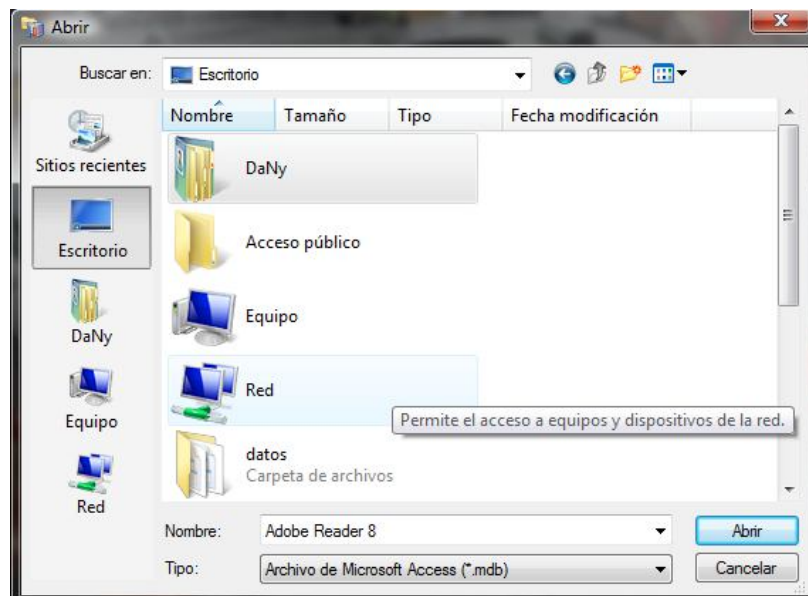 Abrir
Buscar en:
Escritorio
Nombre Tamaño Tipo Fecha modificación
Sitios recientes
Escritorio
DaNy
Equipo
Red
DaNy
Acceso público
Equipo
Red
Permite el acceso a equipos y dispositivos de la red.
datos
Carpeta de archivos
Nombre: Adobe Reader 8 Abrir
Tipo: Archivo de Microsoft Access (*.mdb) Cancelar